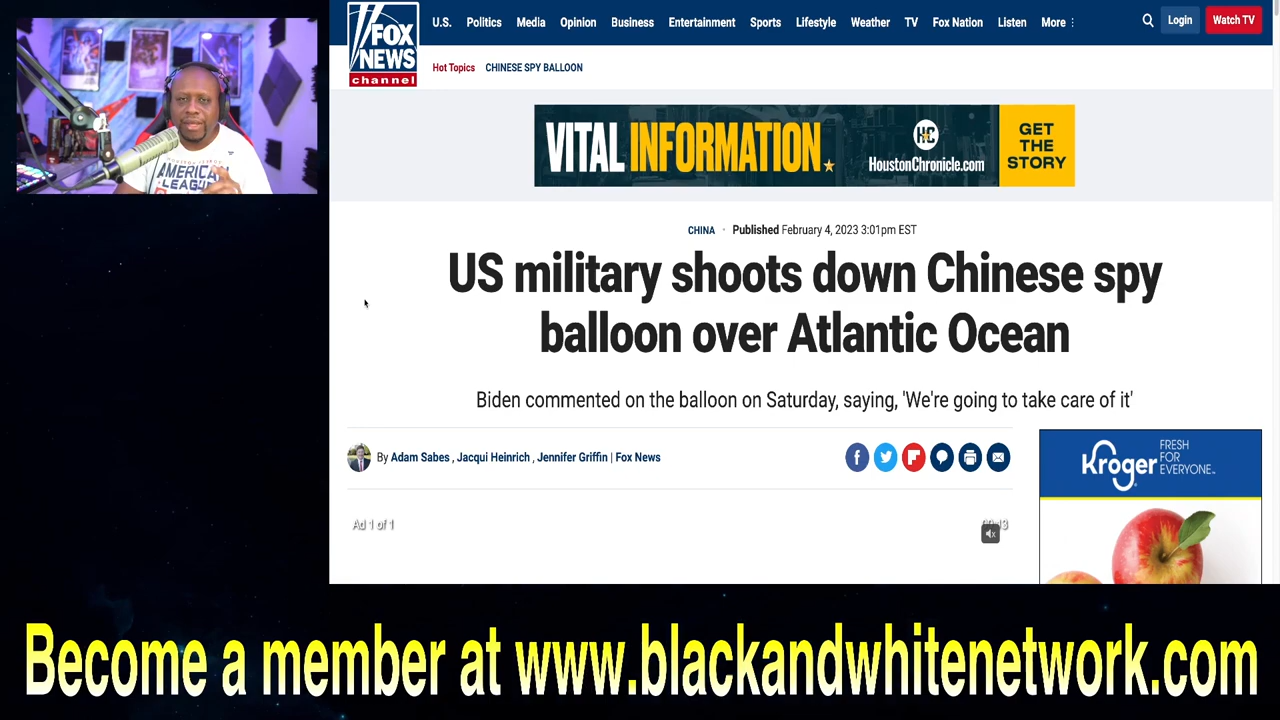 FOX
NEWS
channel
U.S. Politics Media Opinion Business Entertainment Sports Lifestyle Weather TV Fox Nation Listen More
Login
Watch TV
Hot Topics CHINESE SPY BALLOON
VITAL INFORMATION
HC
HoustonChronicle.com
GET
THE
STORY
CHINA · Published February 4, 2023 3:01pm EST
US military shoots down Chinese spy
balloon over Atlantic Ocean
Biden commented on the balloon on Saturday, saying, 'We're going to take care of it'
By Adam Sabes , Jacqui Heinrich , Jennifer Griffin | Fox News
Kroger
FRESH
FOR
EVERYONE
Ad 1 of 1
AMERICAN
LEAGUE
Become a member at www.blackandwhitenetwork.com